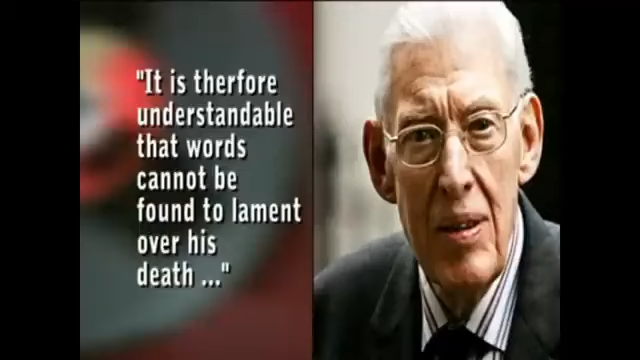 "It is therfore
understandable
that words
cannot be
found to lament
over his
death ..."